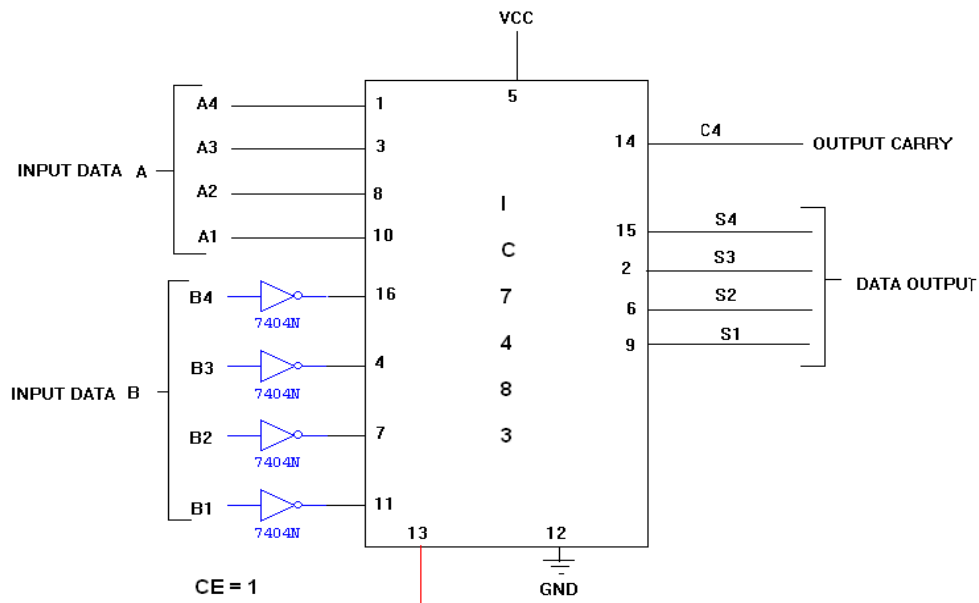 VCC
5
INPUT DATA A
A4
1
A3
3
A2
8
A1
10
INPUT DATA B
B4
7404N
16
B3
7404N
4
B2
7404N
7
B1
7404N
11
I
C
7
4
8
3
14
C4
OUTPUT CARRY
15
S4
2
S3
6
S2
9
S1
DATA OUTPUT
13
12
CE = 1
GND